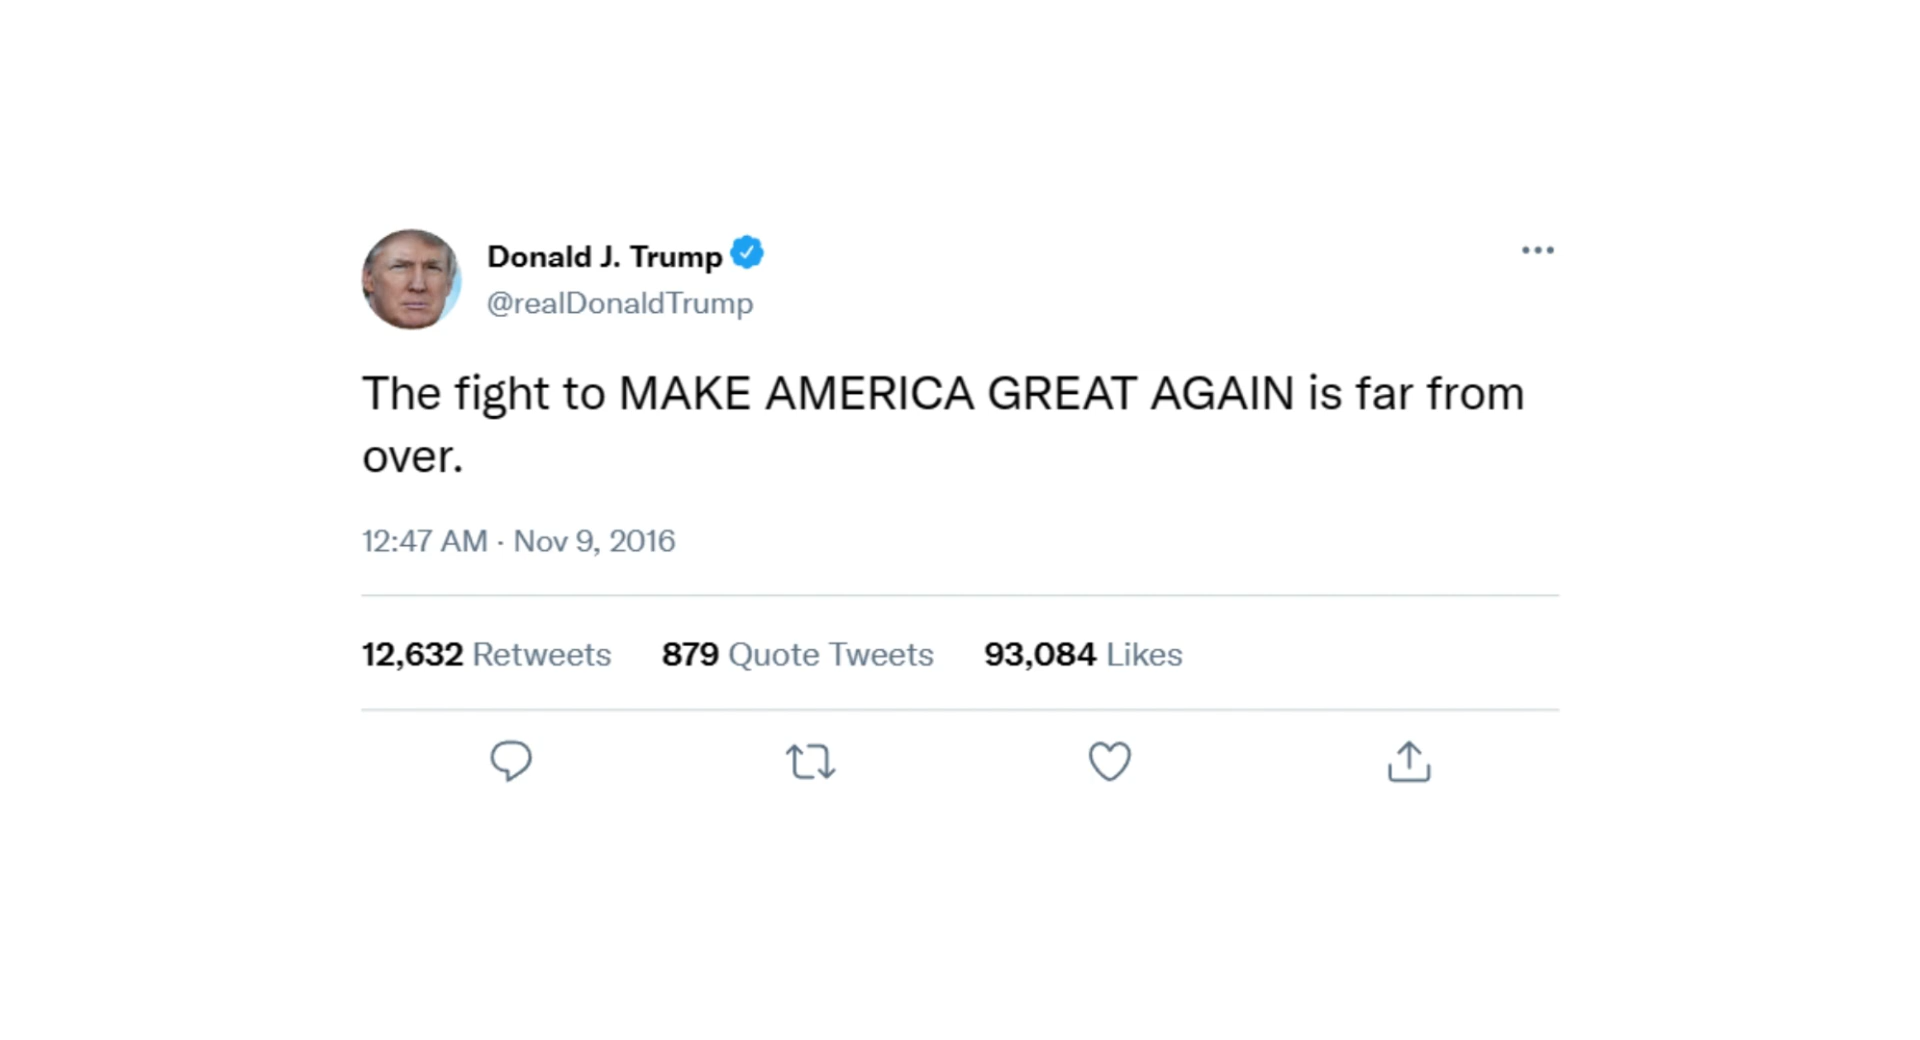 Donald J. Trump
@realDonaldTrump
The fight to MAKE AMERICA GREAT AGAIN is far from
over.
12:47 AM · Nov 9, 2016
12,632 Retweets 879 Quote Tweets 93,084 Likes